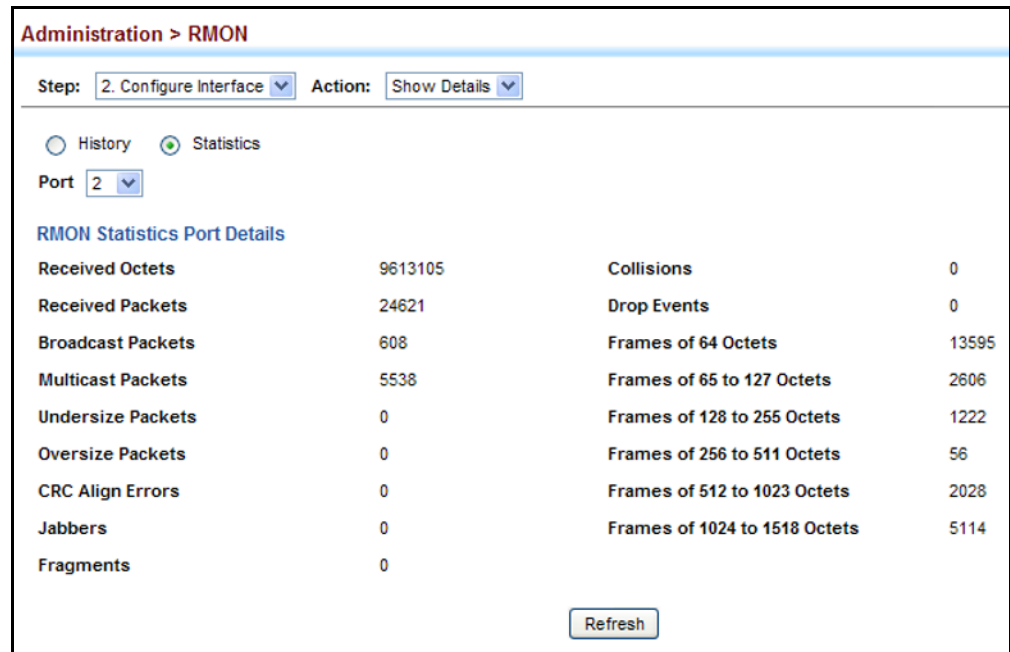 Administration > RMON
Step: 2. Configure Interface Action: Show Details
History Statistics
Port 2
RMON Statistics Port Details
Received Octets 9613105 Collisions 0
Received Packets 24621 Drop Events 0
Broadcast Packets 608 Frames of 64 Octets 13595
Multicast Packets 5538 Frames of 65 to 127 Octets 2606
Undersize Packets 0 Frames of 128 to 255 Octets 1222
Oversize Packets 0 Frames of 256 to 511 Octets 56
CRC Align Errors 0 Frames of 512 to 1023 Octets 2028
Jabbers 0 Frames of 1024 to 1518 Octets 5114
Fragments 0
Refresh